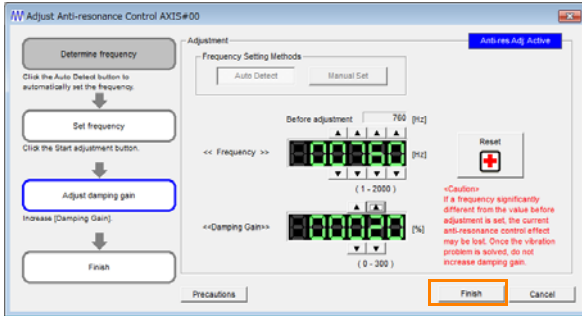 Adjust Anti-resonance Control AXIS#00
Adjustment
Anti-res Adj Active
Determine frequency
Frequency Setting Methods
Auto Detect
Manual Set
Click the Auto Detect button to
automatically set the frequency.
Before adjustment
760
[Hz]
Set frequency
Click the Start adjustment button.
<< Frequency >>
00760
[Hz]
(1 - 2000 )
Reset
Adjust damping gain
Increase [Damping Gain].
<<Damping Gain>>
00020
[%]
( 0 - 300 )
<Caution>
If a frequency significantly
different from the value before
adjustment is set, the current
anti-resonance control effect
may be lost. Once the vibration
problem is solved, do not
increase damping gain.
Finish
Precautions
Finish
Cancel